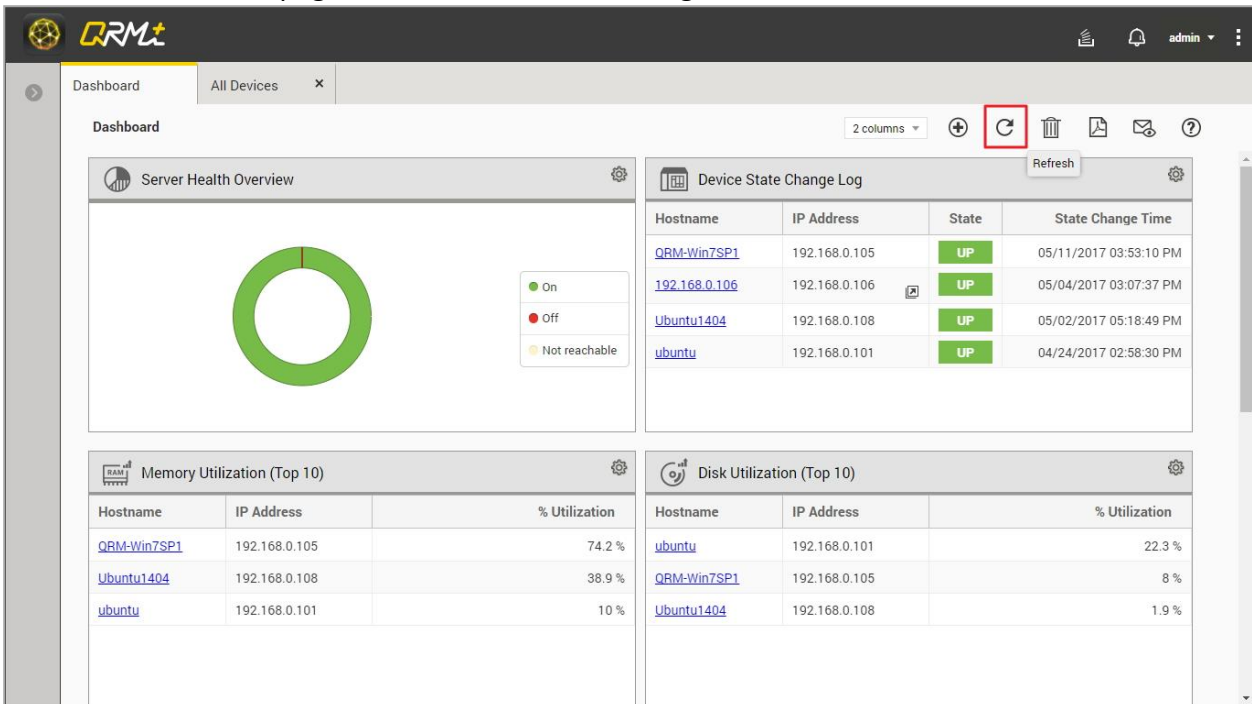 QRM+
admin
Dashboard All Devices ×
Dashboard 2 columns
Refresh
Server Health Overview
On
Off
Not reachable
Device State Change Log
Hostname IP Address State State Change Time
QRM-Win7SP1 192.168.0.105 UP 05/11/2017 03:53:10 PM
192.168.0.106 192.168.0.106 UP 05/04/2017 03:07:37 PM
Ubuntu1404 192.168.0.108 UP 05/02/2017 05:18:49 PM
ubuntu 192.168.0.101 UP 04/24/2017 02:58:30 PM
RAM
Memory Utilization (Top 10)
Hostname IP Address % Utilization
QRM-Win7SP1 192.168.0.105 74.2 %
Ubuntu1404 192.168.0.108 38.9 %
ubuntu 192.168.0.101 10 %
Disk Utilization (Top 10)
Hostname IP Address % Utilization
ubuntu 192.168.0.101 22.3 %
QRM-Win7SP1 192.168.0.105 8 %
Ubuntu1404 192.168.0.108 1.9 %